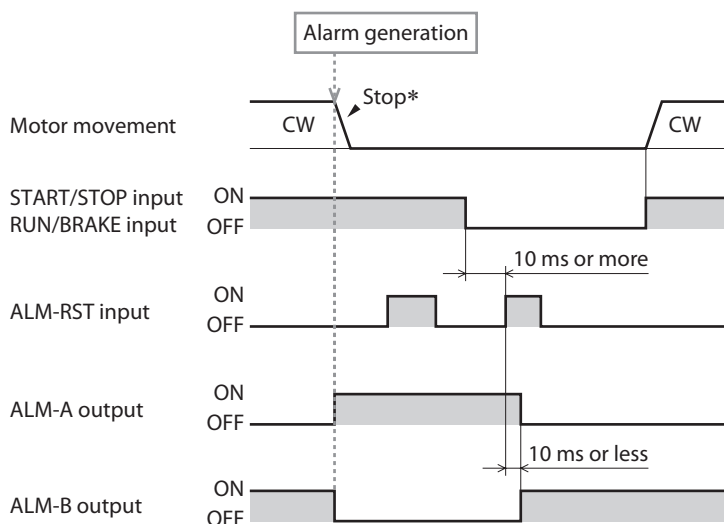 Alarm generation
Stop*
Motor movement
CW
CW
START/STOP input
RUN/BRAKE input
ON
OFF
10 ms or more
ALM-RST input
ON
OFF
ALM-A output
ON
OFF
10 ms or less
ALM-B output
ON
OFF